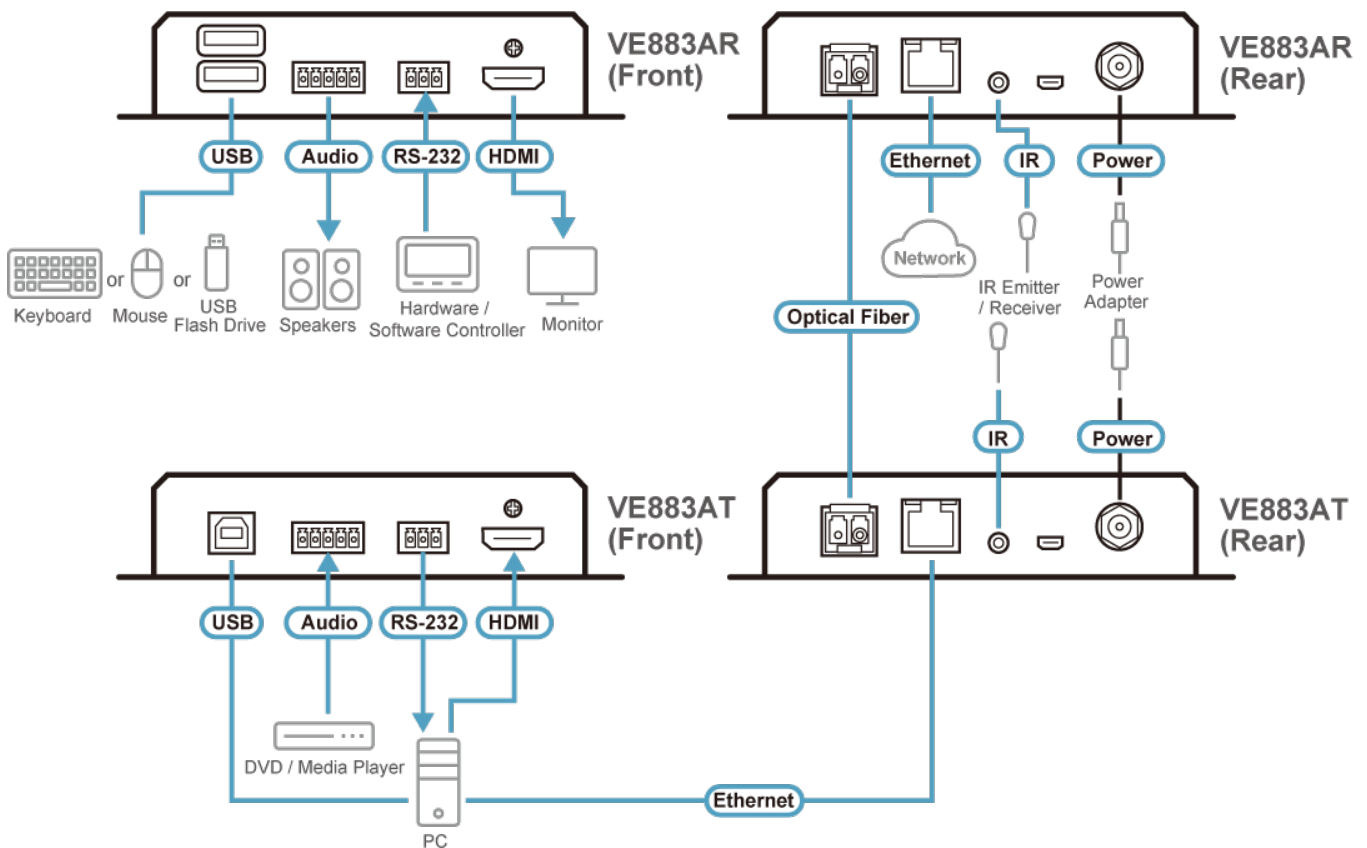 VE883AR
(Front)
USB
Audio
RS-232
HDMI
Keyboard
or
Mouse
or
USB
Flash Drive
Speakers
Hardware /
Software Controller
Monitor
VE883AR
(Rear)
Ethernet
IR
Power
Network
IR Emitter
/ Receiver
Power
Adapter
Optical Fiber
IR
Power
VE883AT
(Front)
USB
Audio
RS-232
HDMI
DVD / Media Player
PC
Ethernet
VE883AT
(Rear)